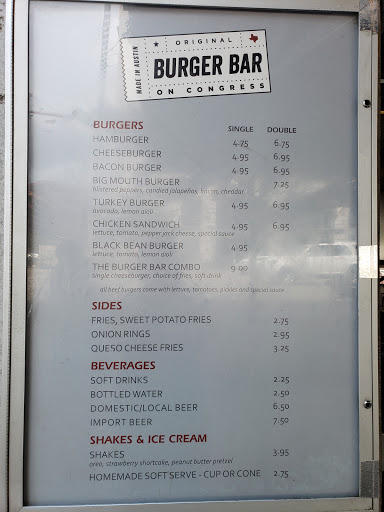 ORIGINAL
MADE IN AUSTIN
BURGER BAR
ON CONGRESS
BURGERS SINGLE DOUBLE
HAMBURGER 4.75 6.75
CHEESEBURGER 4.95 6.95
BACON BURGER 4.95 6.95
BIG MOUTH BURGER 7.25
blistered peppers, candied jalapeños, bacon, cheddar
TURKEY BURGER 4.95 6.95
avocado, lemon aioli
CHICKEN SANDWICH 4.95 6.95
lettuce, tomato, pepper jack cheese, special sauce
BLACK BEAN BURGER 4.95
lettuce, tomato, lemon aioli
THE BURGER BAR COMBO 9.00
single cheeseburger, choice of fries, soft drink
all beef burgers come with lettuce, tomatoes, pickles and special sauce
SIDES
FRIES, SWEET POTATO FRIES 2.75
ONION RINGS 2.95
QUESO CHEESE FRIES 3.25
BEVERAGES
SOFT DRINKS 2.25
BOTTLED WATER 2.50
DOMESTIC/LOCAL BEER 6.50
IMPORT BEER 7.50
SHAKES & ICE CREAM
SHAKES 3.95
oreo, strawberry shortcake, peanut butter pretzel
HOMEMADE SOFT SERVE - CUP OR CONE 2.75